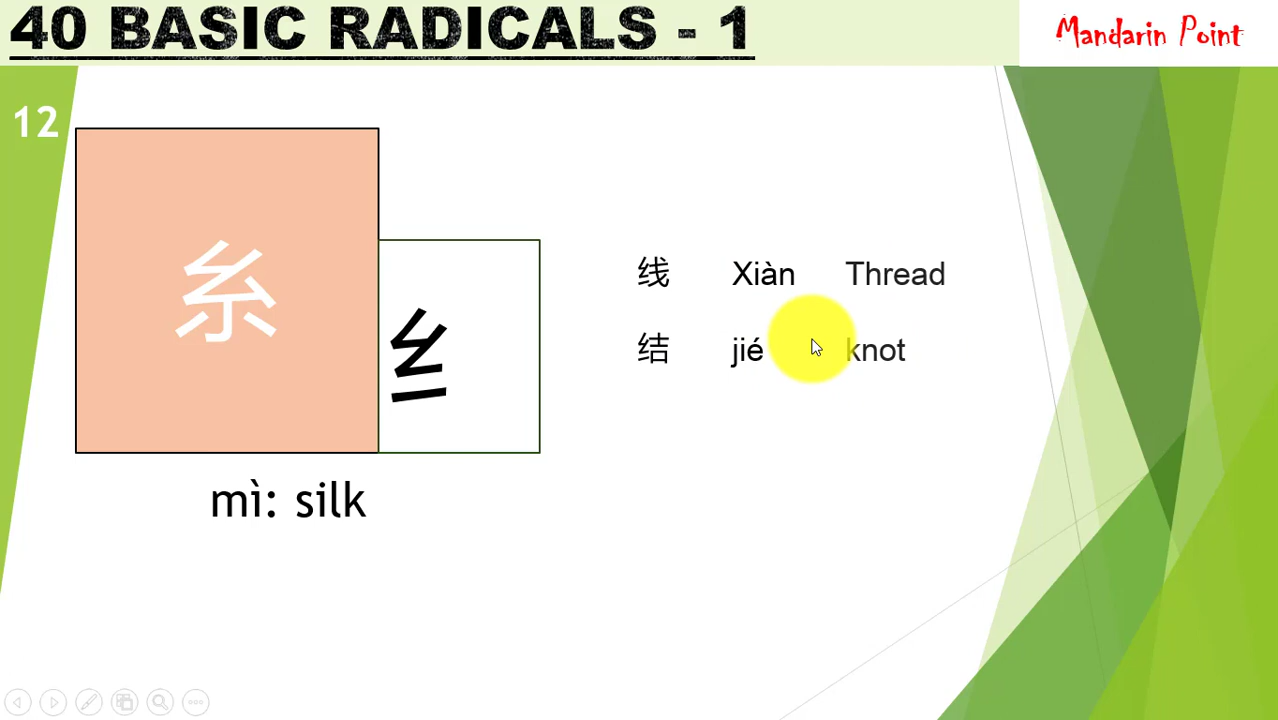 40 BASIC RADICALS - 1
Mandarin Point
12
糸
纟
线 Xiàn Thread
结 jié knot
mì: silk